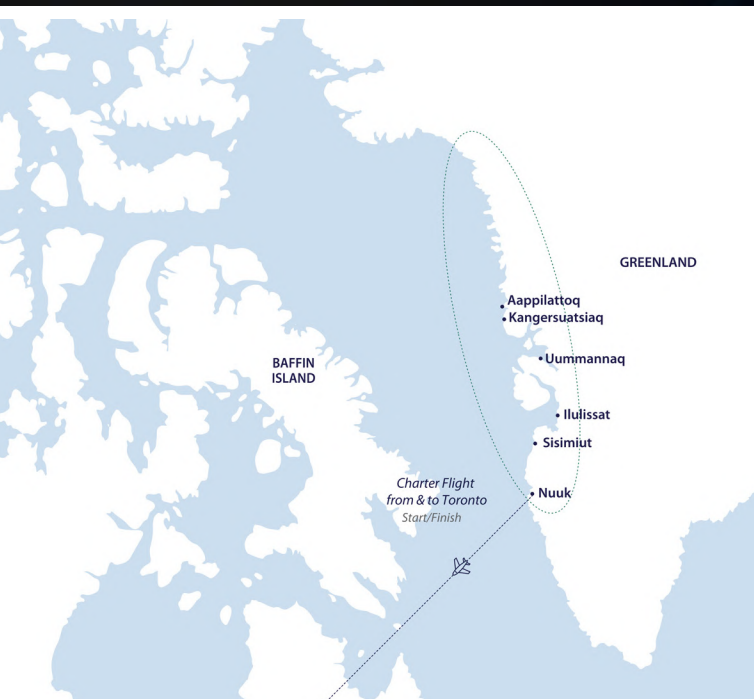 GREENLAND
Aappilattoq
Kangersuatsiaq
BAFFIN
ISLAND
Uummannaq
Ilulissat
Sisimiut
Charter Flight
from & to Toronto
Start/Finish
Nuuk